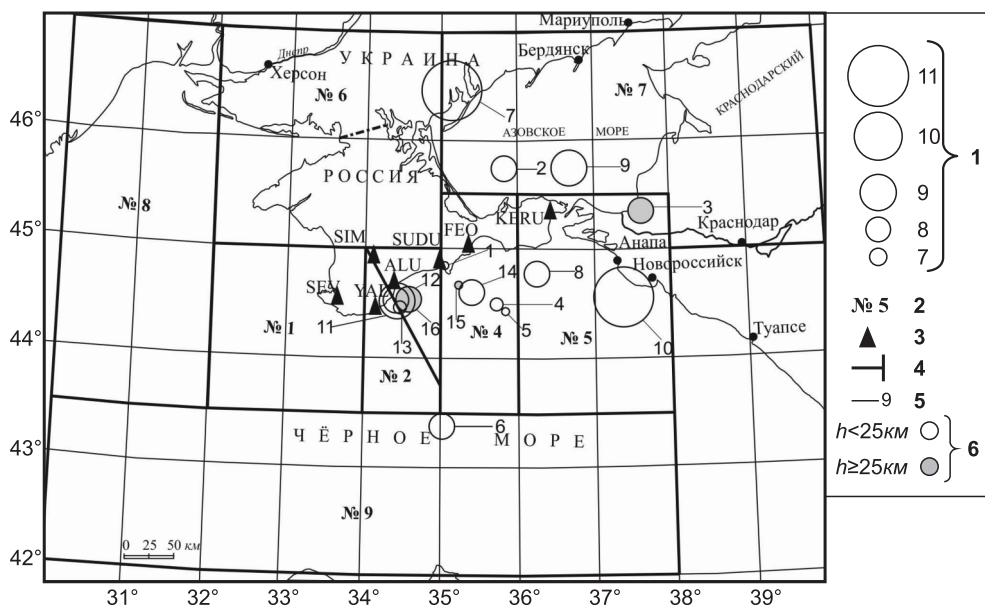 Мариуполь
Днепр
УКРАИНА
Бердянск
Херсон
КРАСНОДАРСКИЙ
№ 6
№ 7
7
46°
АЗОВСКОЕ МОРЕ
2
9
РОССИЯ
№ 8
3
KERU
Краснодар
45°
FEO
SIM
SUDU
Анапа
1
ALU
12
14
8
Новороссийск
SEV
YAL
4
15
№ 1
11
16
№ 4
5
№ 5
Туапсе
13
10
44°
№ 2
6
ЧЁРНОЕ МОРЕ
43°
№ 9
0 25 50 км
42°
31° 32° 33° 34° 35° 36° 37° 38° 39°
11
10
1
9
8
7
№ 5 2
3
4
9 5
h<25км
6
h≥25км